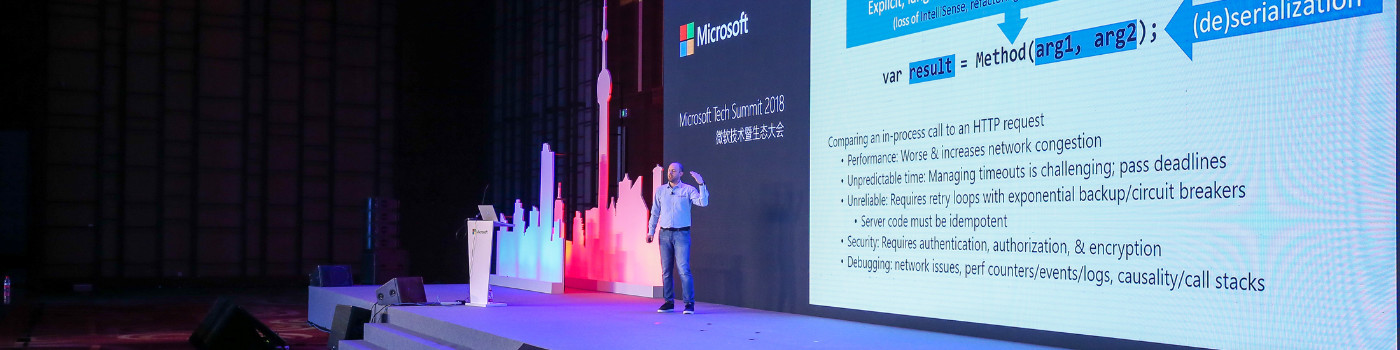 Microsoft
Microsoft Tech Summit 2018
微软技术暨生态大会
Explicit,
(loss of IntelliSense,
(de)serialization
var result = Method(arg1, arg2);
Comparing an in-process call to an HTTP request
• Performance: Worse & increases network congestion
• Unpredictable time: Managing timeouts is challenging; pass deadlines
• Unreliable: Requires retry loops with exponential backup/circuit breakers
• Server code must be idempotent
• Security: Requires authentication, authorization, & encryption
• Debugging: network issues, perf counters/events/logs, causality/call stacks
Microsoft